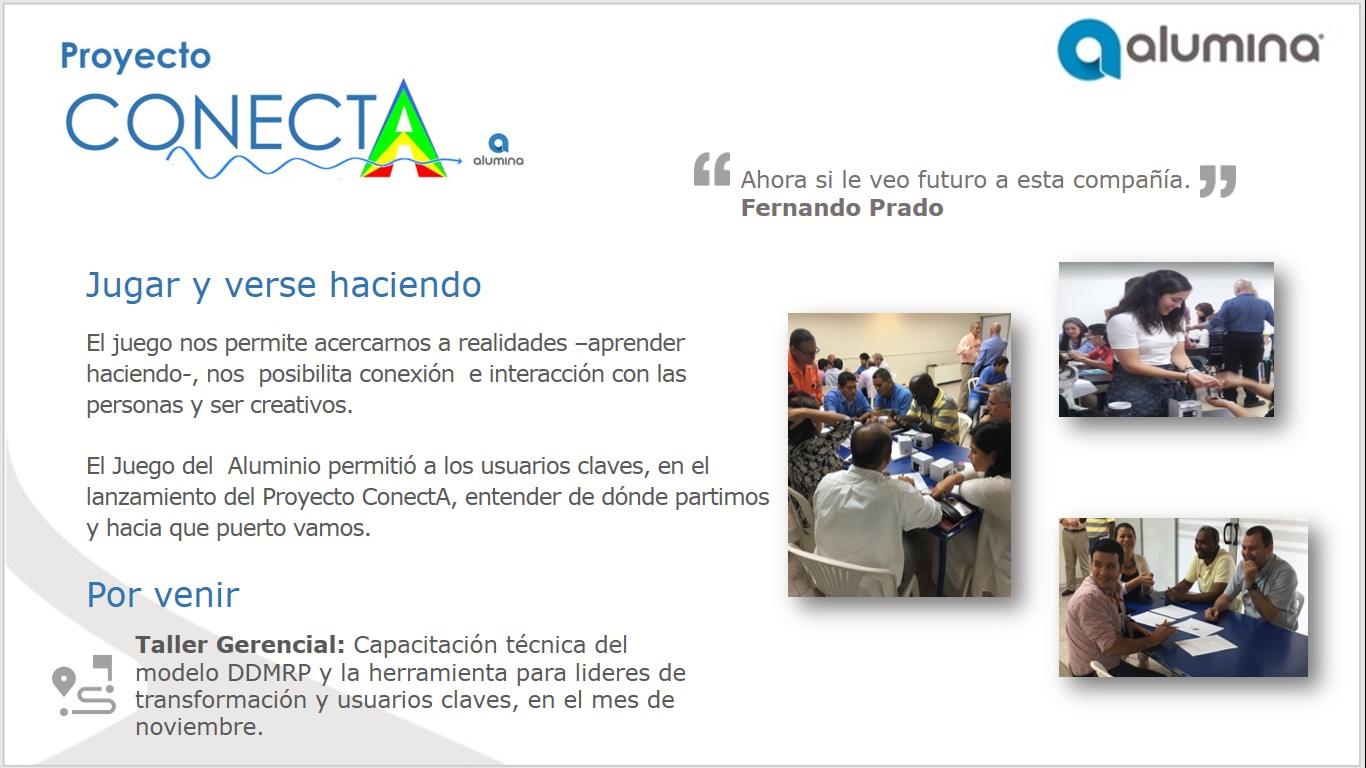 Proyecto
CONECTA
alumina
alumina
“ Ahora si le veo futuro a esta compañía. ”
Fernando Prado
Jugar y verse haciendo
El juego nos permite acercarnos a realidades –aprender
haciendo-, nos  posibilita conexión  e interacción con las
personas y ser creativos.
El Juego del  Aluminio permitió a los usuarios claves, en el
lanzamiento del Proyecto ConectA, entender de dónde partimos
y hacia que puerto vamos.
Por venir
Taller Gerencial: Capacitación técnica del
modelo DDMRP y la herramienta para lideres de
transformación y usuarios claves, en el mes de
noviembre.